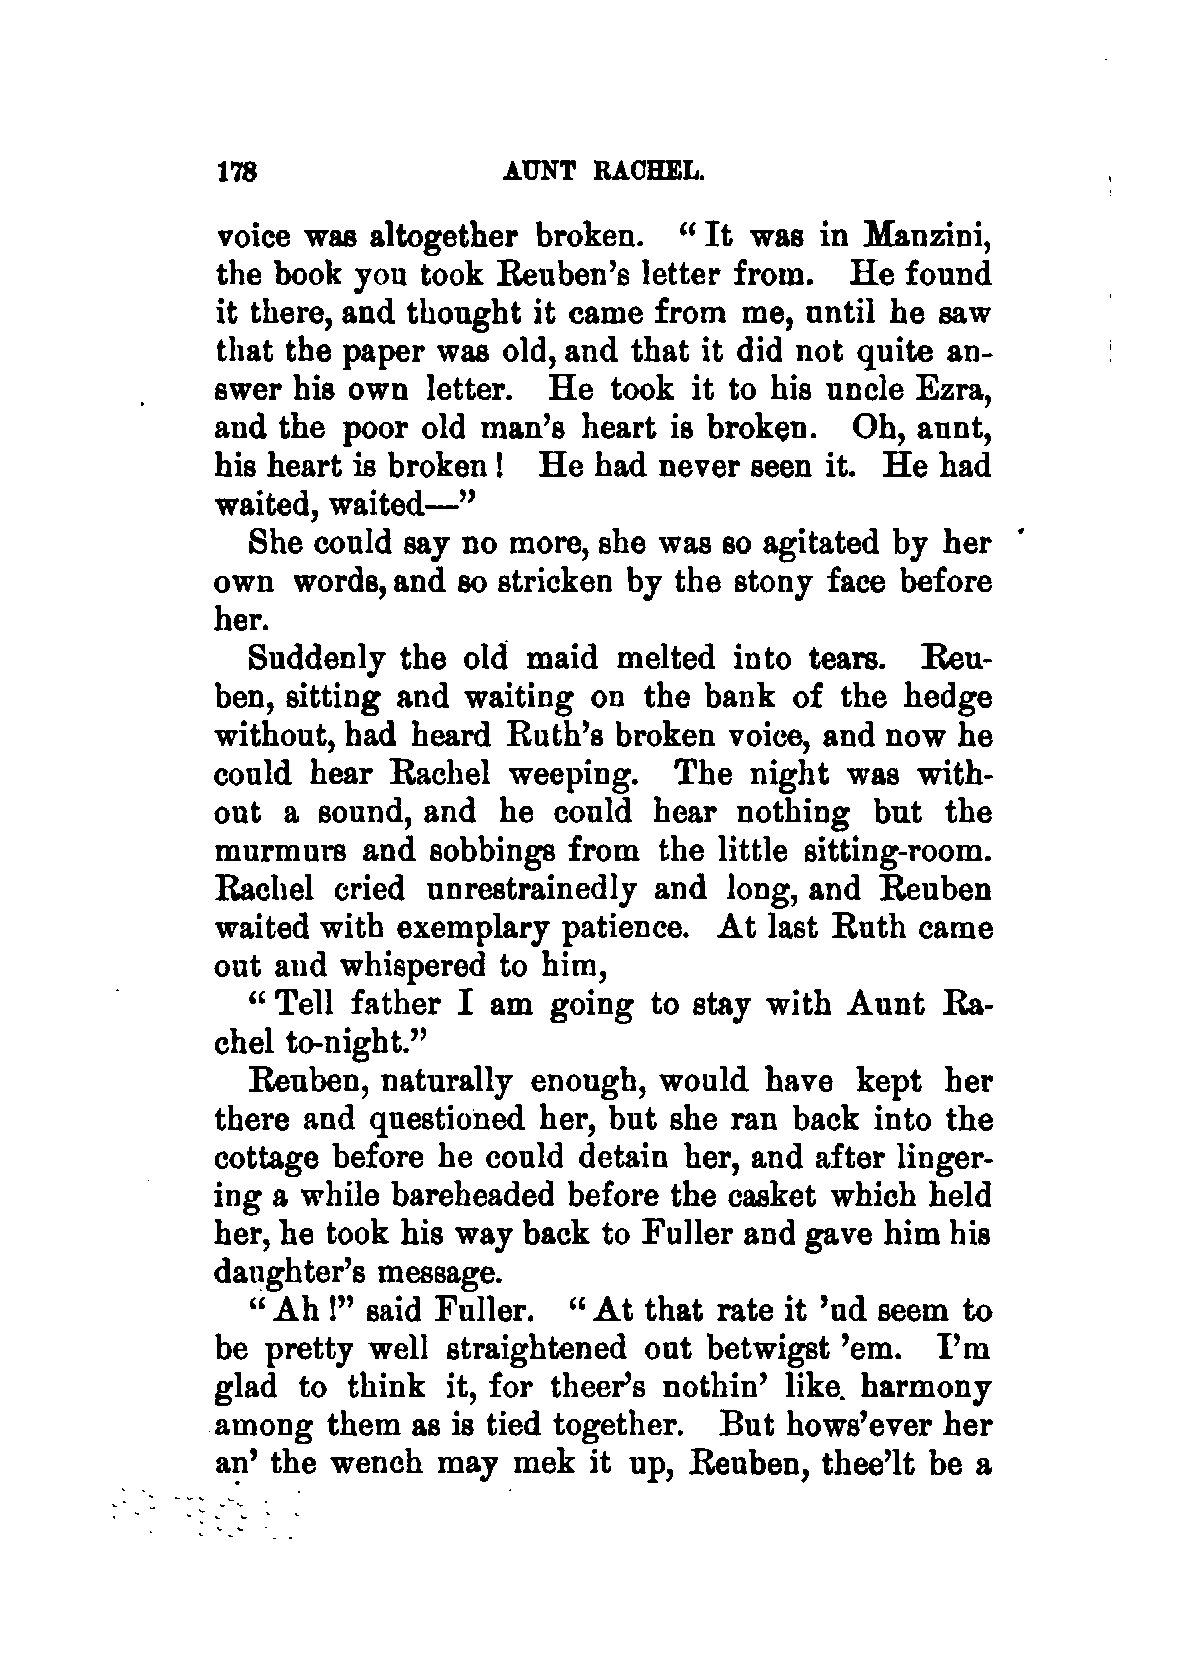 178 AUNT RACHEL.
voice was altogether broken. “ It was in Manzini,
the book you took Reuben’s letter from. He found
it there, and thought it came from me, until he saw
that the paper was old, and that it did not quite an-
swer his own letter. He took it to his uncle Ezra,
and the poor old man’s heart is broken. Oh, aunt,
his heart is broken ! He had never seen it. He had
waited, waited—”
She could say no more, she was so agitated by her
own words, and so stricken by the stony face before
her.
Suddenly the old maid melted into tears. Reu-
ben, sitting and waiting on the bank of the hedge
without, had heard Ruth’s broken voice, and now he
could hear Rachel weeping. The night was with-
out a sound, and he could hear nothing but the
murmurs and sobbings from the little sitting-room.
Rachel cried unrestrainedly and long, and Reuben
waited with exemplary patience. At last Ruth came
out and whispered to him,
“ Tell father I am going to stay with Aunt Ra-
chel to-night.”
Reuben, naturally enough, would have kept her
there and questioned her, but she ran back into the
cottage before he could detain her, and after linger-
ing a while bareheaded before the casket which held
her, he took his way back to Fuller and gave him his
daughter’s message.
“ Ah !” said Fuller. “ At that rate it ’ud seem to
be pretty well straightened out betwigst ’em. I’m
glad to think it, for theer’s nothin’ like harmony
among them as is tied together. But hows’ever her
an’ the wench may mek it up, Reuben, thee’lt be a